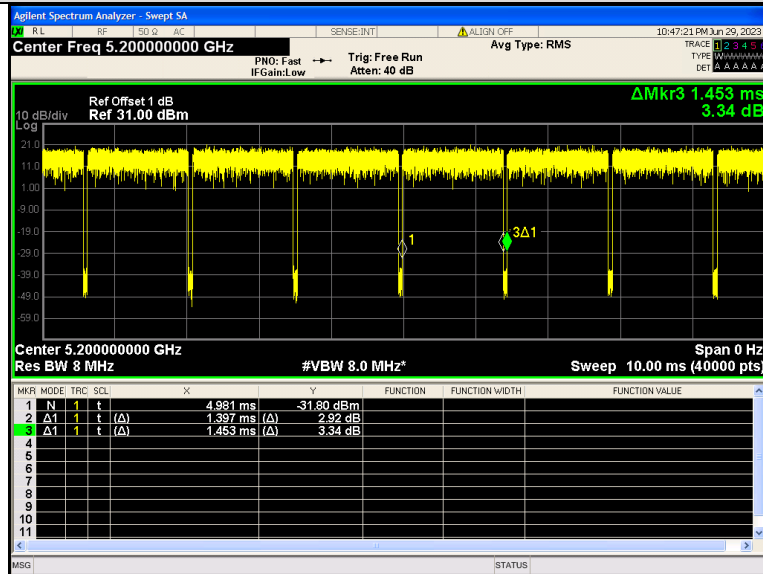 Agilent Spectrum Analyzer - Swept SA
RL RF 50 Ω AC SENSE:INT ALIGN OFF 10:47:21 PM Jun 29, 2023
Center Freq 5.200000000 GHz
Avg Type: RMS
TRACE 1 2 3 4 5
PNO: Fast Trig: Free Run
TYPE
IFGain:Low Atten: 40 dB
DET A A A A A
ΔMkr3 1.453 ms
3.34 dB
Ref Offset 1 dB
10 dB/div Ref 31.00 dBm
Log
21.0
11.0
1.00
-9.00
-19.0
-29.0
-39.0
-49.0
-59.0
1
3Δ1
Center 5.200000000 GHz Span 0 Hz
Res BW 8 MHz #VBW 8.0 MHz* Sweep 10.00 ms (40000 pts)
MKR MODE TRC SCL X Y FUNCTION FUNCTION WIDTH FUNCTION VALUE
1 N 1 t 4.981 ms -31.80 dBm
2 Δ1 1 t (Δ) 1.397 ms (Δ) 2.92 dB
3 Δ1 1 t (Δ) 1.453 ms (Δ) 3.34 dB
4
5
6
7
8
9
10
11
MSG STATUS